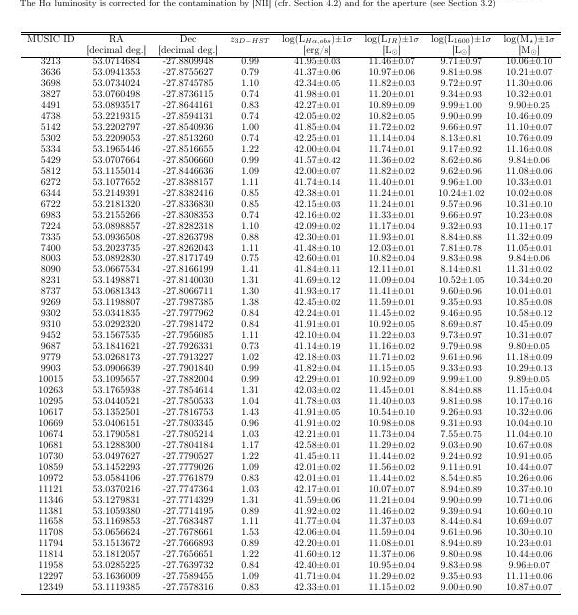 The Hα luminosity is corrected for the contamination by [NII] (cfr. Section 4.2) and for the aperture (see Section 3.2)
MUSIC ID RA Dec z3D−HST log(LHα,obs)±1σ log(LIR)±1σ log(L1600)±1σ log(M*)±1σ
[decimal deg.] [decimal deg.] [erg/s] [L⊙] [L⊙] [M⊙]
3213 53.0714684 -27.8809948 0.99 41.95±0.03 11.46±0.07 9.71±0.97 10.06±0.10
3636 53.0941353 -27.8755627 0.79 41.37±0.06 10.97±0.06 9.81±0.98 10.21±0.07
3698 53.0734024 -27.8745785 1.10 42.34±0.05 11.82±0.03 9.72±0.97 11.30±0.06
3827 53.0760498 -27.8736115 0.74 41.98±0.01 11.20±0.01 9.34±0.93 10.32±0.01
4491 53.0893517 -27.8644161 0.83 42.27±0.01 10.89±0.09 9.99±1.00 9.90±0.25
4738 53.2219315 -27.8594131 0.74 42.05±0.02 10.82±0.05 9.90±0.99 10.46±0.09
5142 53.2202797 -27.8540936 1.00 41.85±0.04 11.72±0.02 9.66±0.97 11.10±0.07
5302 53.2209053 -27.8513260 0.74 42.25±0.01 11.14±0.04 8.13±0.81 10.76±0.09
5334 53.1965446 -27.8516655 1.22 42.00±0.04 11.74±0.01 9.17±0.92 11.16±0.08
5429 53.0707664 -27.8506660 0.99 41.57±0.42 11.36±0.02 8.62±0.86 9.84±0.06
5812 53.1155014 -27.8446636 1.09 42.00±0.07 11.82±0.02 9.62±0.96 11.08±0.06
6272 53.1077652 -27.8388157 1.11 41.74±0.14 11.40±0.01 9.96±1.00 10.33±0.01
6344 53.2149391 -27.8382416 0.85 42.38±0.01 11.24±0.01 10.24±1.02 10.02±0.08
6722 53.2181320 -27.8336830 0.85 42.15±0.03 11.24±0.01 9.57±0.96 10.31±0.10
6983 53.2155266 -27.8308353 0.74 42.16±0.02 11.33±0.01 9.66±0.97 10.23±0.08
7224 53.0898857 -27.8282318 1.10 42.09±0.02 11.17±0.04 9.32±0.93 10.11±0.17
7335 53.0936508 -27.8263798 0.88 42.30±0.01 11.93±0.01 8.84±0.88 11.32±0.09
7400 53.2023735 -27.8262043 1.11 41.48±0.10 12.03±0.01 7.81±0.78 11.05±0.01
8003 53.0892830 -27.8171749 0.75 42.60±0.01 10.82±0.04 9.83±0.98 9.84±0.06
8090 53.0667534 -27.8166199 1.41 41.84±0.11 12.11±0.01 8.14±0.81 11.31±0.02
8231 53.1498871 -27.8140030 1.31 41.69±0.12 11.09±0.04 10.52±1.05 10.34±0.20
8737 53.0681343 -27.8066711 1.30 41.93±0.17 11.41±0.01 9.60±0.96 10.01±0.01
9269 53.1198807 -27.7987385 1.38 42.45±0.02 11.59±0.01 9.35±0.93 10.85±0.08
9302 53.0341835 -27.7977962 0.84 42.24±0.01 11.45±0.02 9.46±0.95 10.58±0.12
9310 53.0292320 -27.7981472 0.84 41.91±0.01 10.92±0.05 8.69±0.87 10.45±0.09
9452 53.1567535 -27.7956085 1.11 42.10±0.04 11.22±0.03 9.73±0.97 10.31±0.07
9687 53.1841621 -27.7926331 0.73 41.14±0.19 11.16±0.02 9.79±0.98 9.80±0.05
9779 53.0268173 -27.7913227 1.02 42.18±0.03 11.71±0.02 9.61±0.96 11.18±0.09
9903 53.0906639 -27.7901840 0.99 41.82±0.04 11.15±0.05 9.33±0.93 10.29±0.13
10015 53.1095657 -27.7882004 0.99 42.29±0.01 10.92±0.09 9.99±1.00 9.89±0.05
10263 53.1765938 -27.7854614 1.31 42.03±0.02 11.45±0.01 8.84±0.88 11.15±0.04
10295 53.0440521 -27.7850533 1.04 41.78±0.03 11.40±0.03 9.81±0.98 10.17±0.16
10617 53.1352501 -27.7816753 1.43 41.91±0.05 10.54±0.10 9.26±0.93 10.32±0.06
10669 53.0406151 -27.7803345 0.96 41.91±0.02 10.98±0.08 9.31±0.93 10.04±0.10
10674 53.1790581 -27.7805214 1.03 42.21±0.01 11.73±0.04 7.55±0.75 11.04±0.10
10681 53.1288300 -27.7804184 1.17 42.58±0.01 11.29±0.02 9.03±0.90 10.67±0.08
10730 53.0497627 -27.7790527 1.22 41.45±0.11 11.44±0.02 9.24±0.92 10.91±0.05
10859 53.1452293 -27.7779026 1.09 42.01±0.02 11.56±0.02 9.11±0.91 10.44±0.07
10972 53.0584106 -27.7761879 0.83 42.01±0.01 11.44±0.02 8.54±0.85 10.26±0.06
11121 53.0370216 -27.7747364 1.03 42.17±0.01 10.07±0.07 8.94±0.89 10.37±0.10
11346 53.1279831 -27.7714329 1.31 41.59±0.06 11.21±0.04 9.90±0.99 10.71±0.06
11381 53.1059380 -27.7714195 0.89 41.92±0.02 11.46±0.02 9.39±0.94 10.60±0.10
11658 53.1169853 -27.7683487 1.11 41.77±0.04 11.37±0.03 8.44±0.84 10.69±0.07
11708 53.0656624 -27.7678661 1.53 42.06±0.04 11.59±0.04 9.61±0.96 10.30±0.10
11794 53.1513672 -27.7666893 0.89 42.20±0.01 11.08±0.08 8.94±0.89 10.23±0.01
11814 53.1812057 -27.7656651 1.22 41.60±0.12 11.37±0.06 9.80±0.98 10.44±0.06
11958 53.0285225 -27.7639732 0.84 42.40±0.01 10.95±0.04 9.83±0.98 9.96±0.07
12297 53.1636009 -27.7589455 1.09 41.71±0.04 11.29±0.02 9.35±0.93 11.11±0.06
12349 53.1119385 -27.7578316 0.83 42.33±0.01 11.15±0.02 9.00±0.90 10.87±0.07